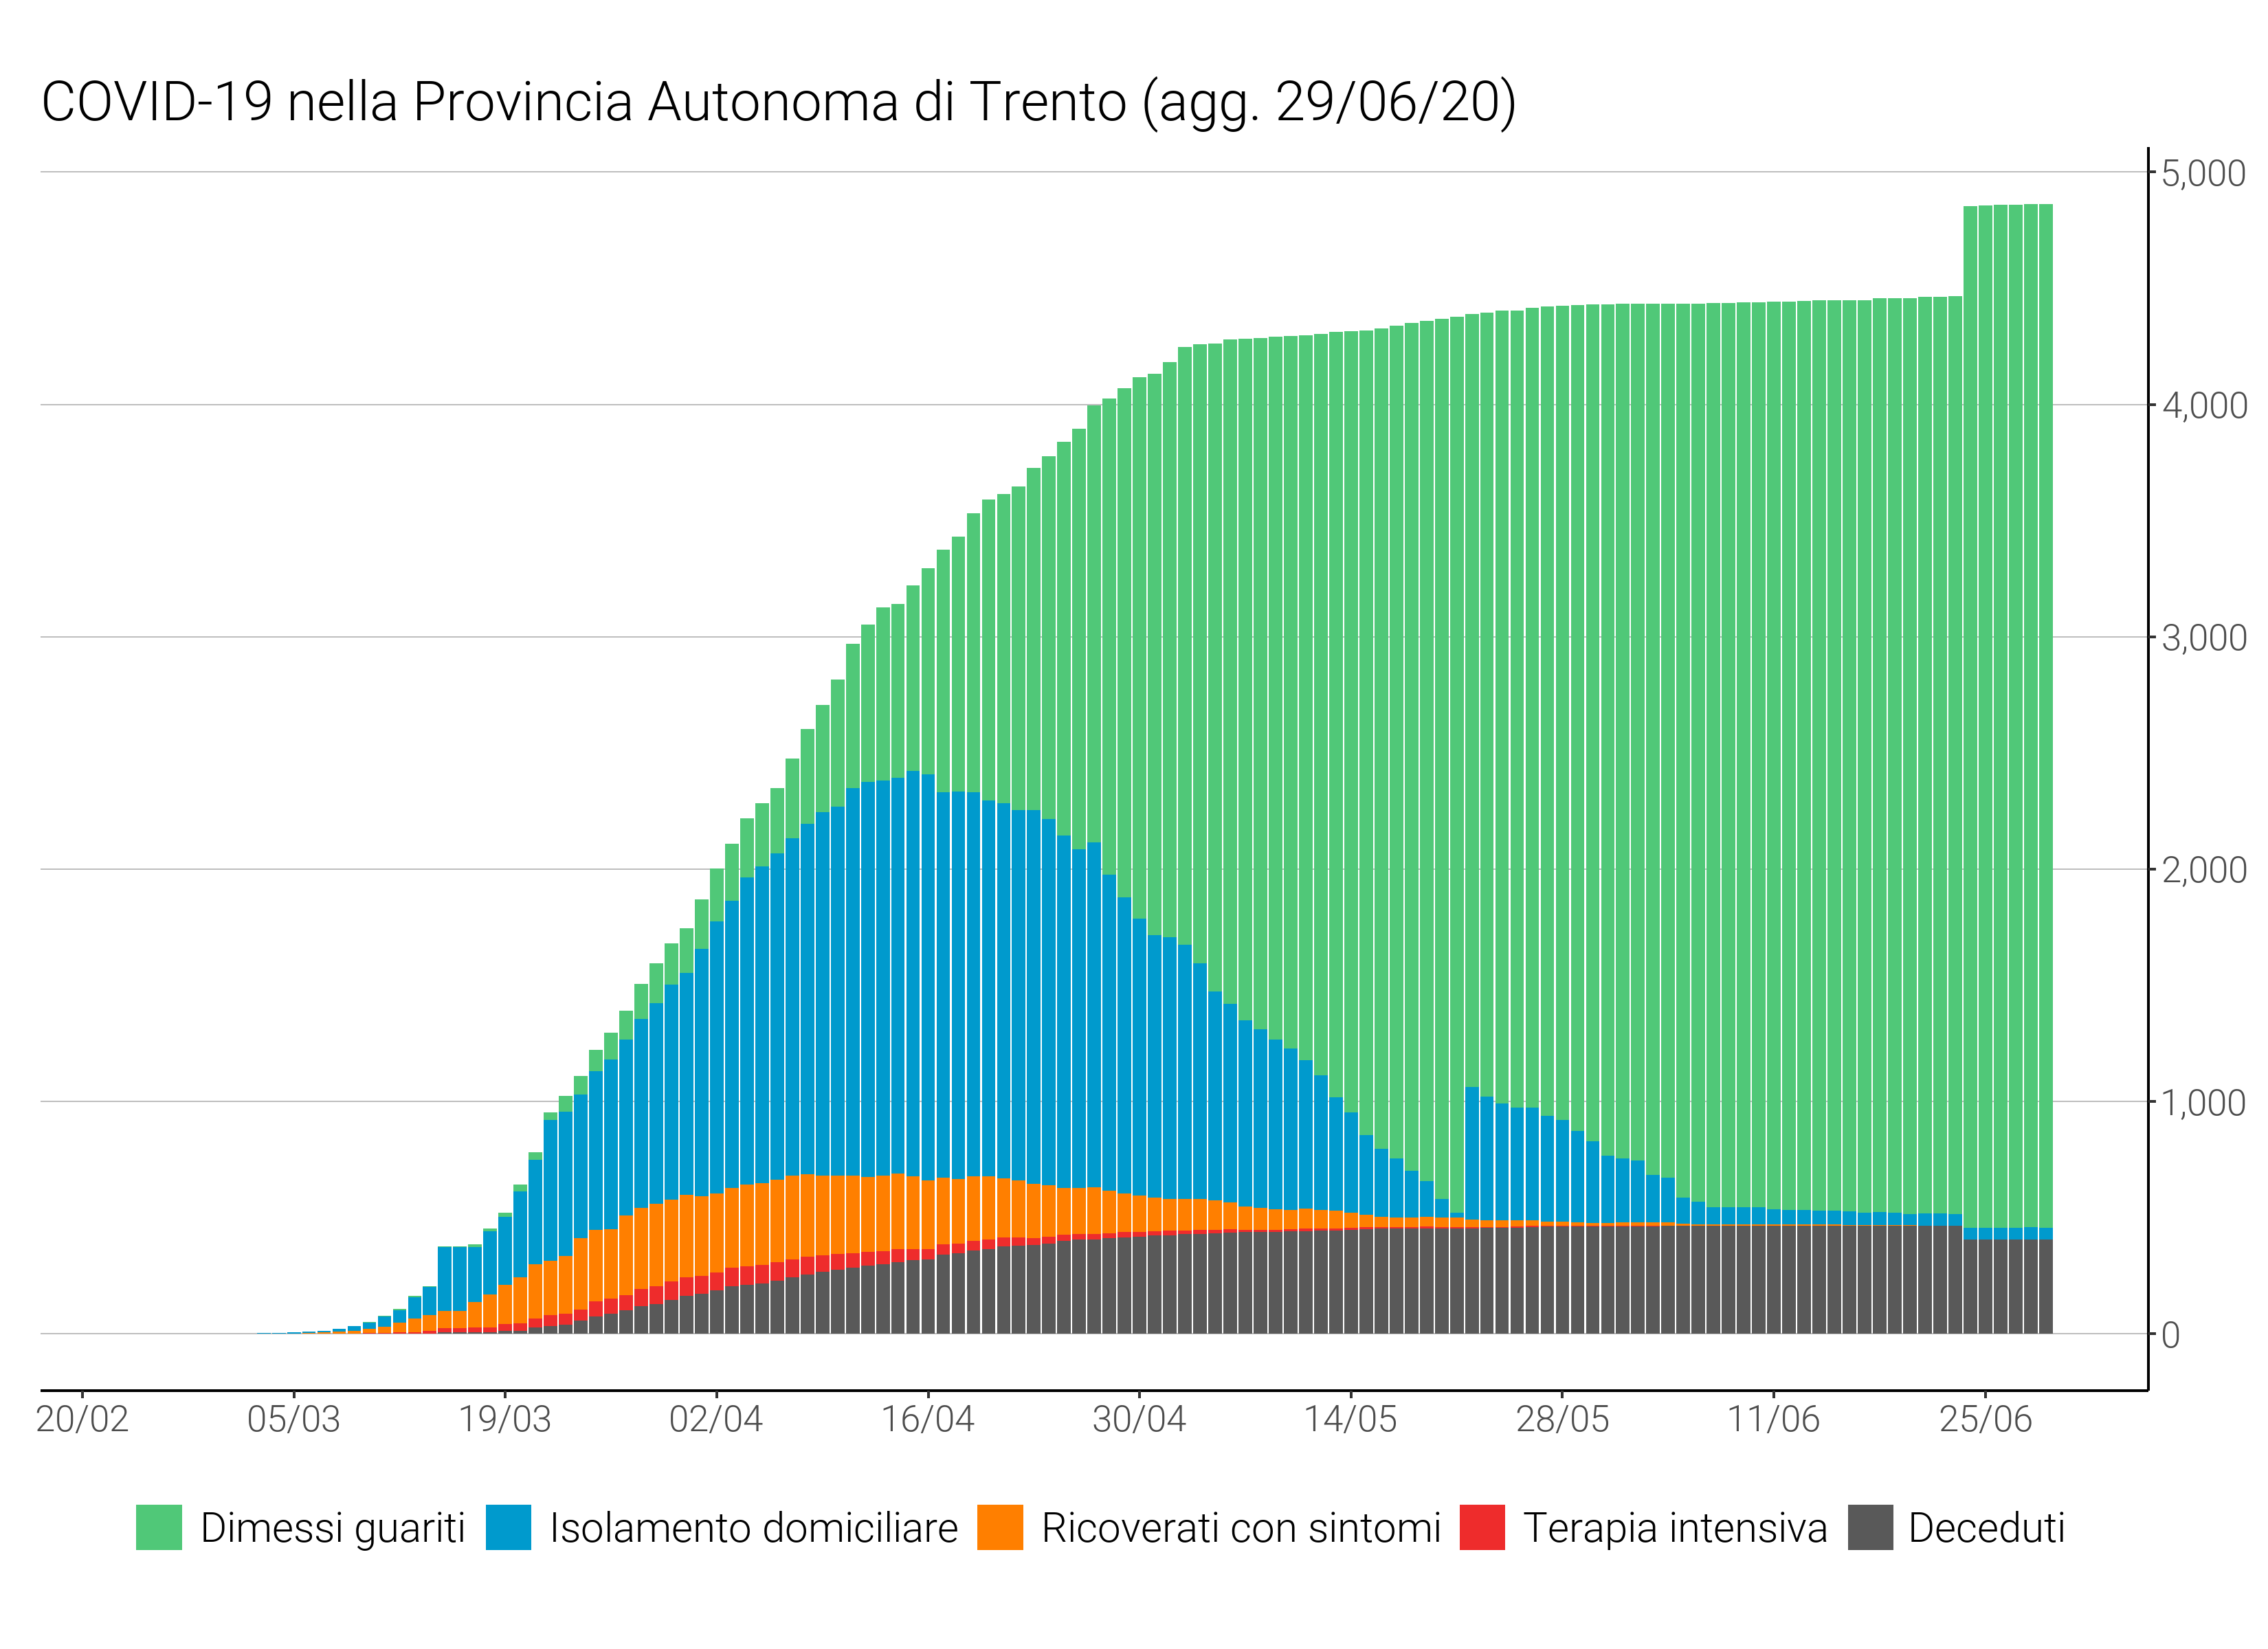 COVID-19 nella Provincia Autonoma di Trento (agg. 29/06/20)
5,000
4,000
3,000
2,000
1,000
0
20/02 05/03 19/03 02/04 16/04 30/04 14/05 28/05 11/06 25/06
Dimessi guariti Isolamento domiciliare Ricoverati con sintomi Terapia intensiva Deceduti